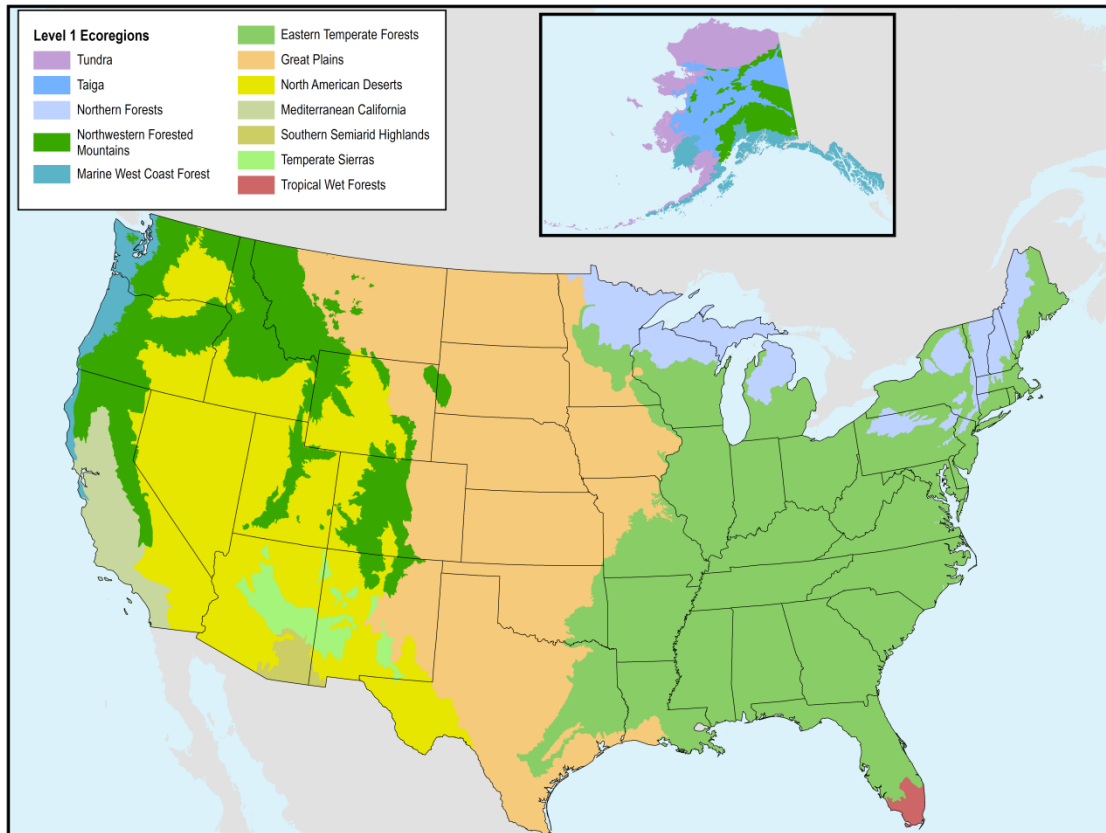 Level 1 Ecoregions
Tundra
Taiga
Northern Forests
Northwestern Forested
Mountains
Marine West Coast Forest
Eastern Temperate Forests
Great Plains
North American Deserts
Mediterranean California
Southern Semiarid Highlands
Temperate Sierras
Tropical Wet Forests